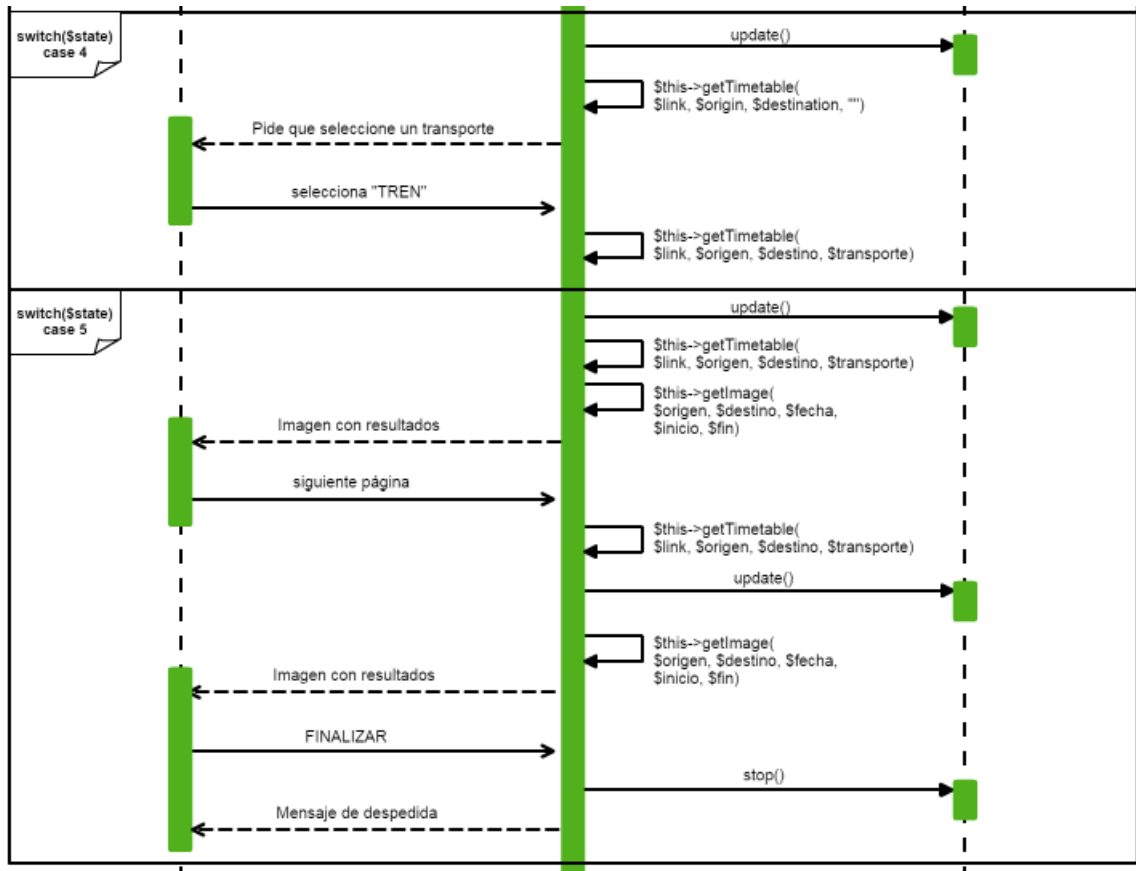 switch($state)
case 4
update()
$this->getTimetable(
$link, $origin, $destination, "")
Pide que seleccione un transporte
selecciona "TREN"
$this->getTimetable(
$link, $origen, $destino, $transporte)
switch($state)
case 5
update()
$this->getTimetable(
$link, $origen, $destino, $transporte)
$this->getImage(
$origen, $destino, $fecha,
$inicio, $fin)
Imagen con resultados
siguiente página
$this->getTimetable(
$link, $origen, $destino, $transporte)
update()
$this->getImage(
$origen, $destino, $fecha,
$inicio, $fin)
Imagen con resultados
FINALIZAR
stop()
Mensaje de despedida